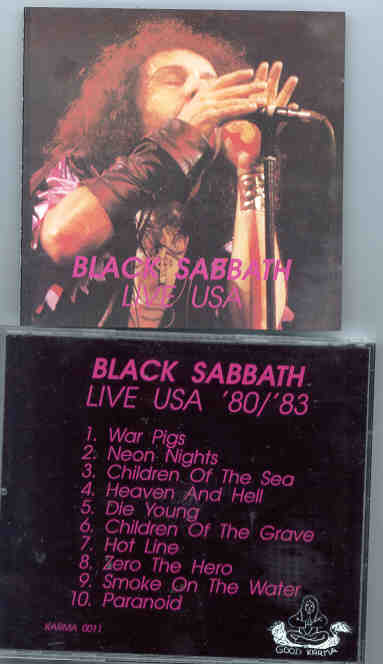 BLACK SABBATH
LIVE USA
BLACK SABBATH
LIVE USA '80/'83
1. War Pigs
2. Neon Nights
3. Children Of The Sea
4. Heaven And Hell
5. Die Young
6. Children Of The Grave
7. Hot Line
8. Zero The Hero
9. Smoke On The Water
10. Paranoid
KARMA 0011
GOOD KARMA